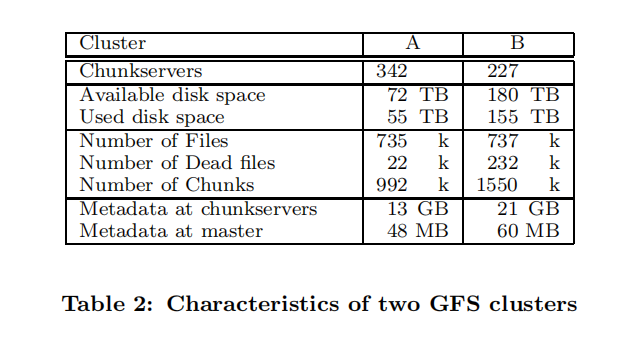 Cluster A B
Chunkservers 342 227
Available disk space 72 TB 180 TB
Used disk space 55 TB 155 TB
Number of Files 735 k 737 k
Number of Dead files 22 k 232 k
Number of Chunks 992 k 1550 k
Metadata at chunkservers 13 GB 21 GB
Metadata at master 48 MB 60 MB
Table 2: Characteristics of two GFS clusters